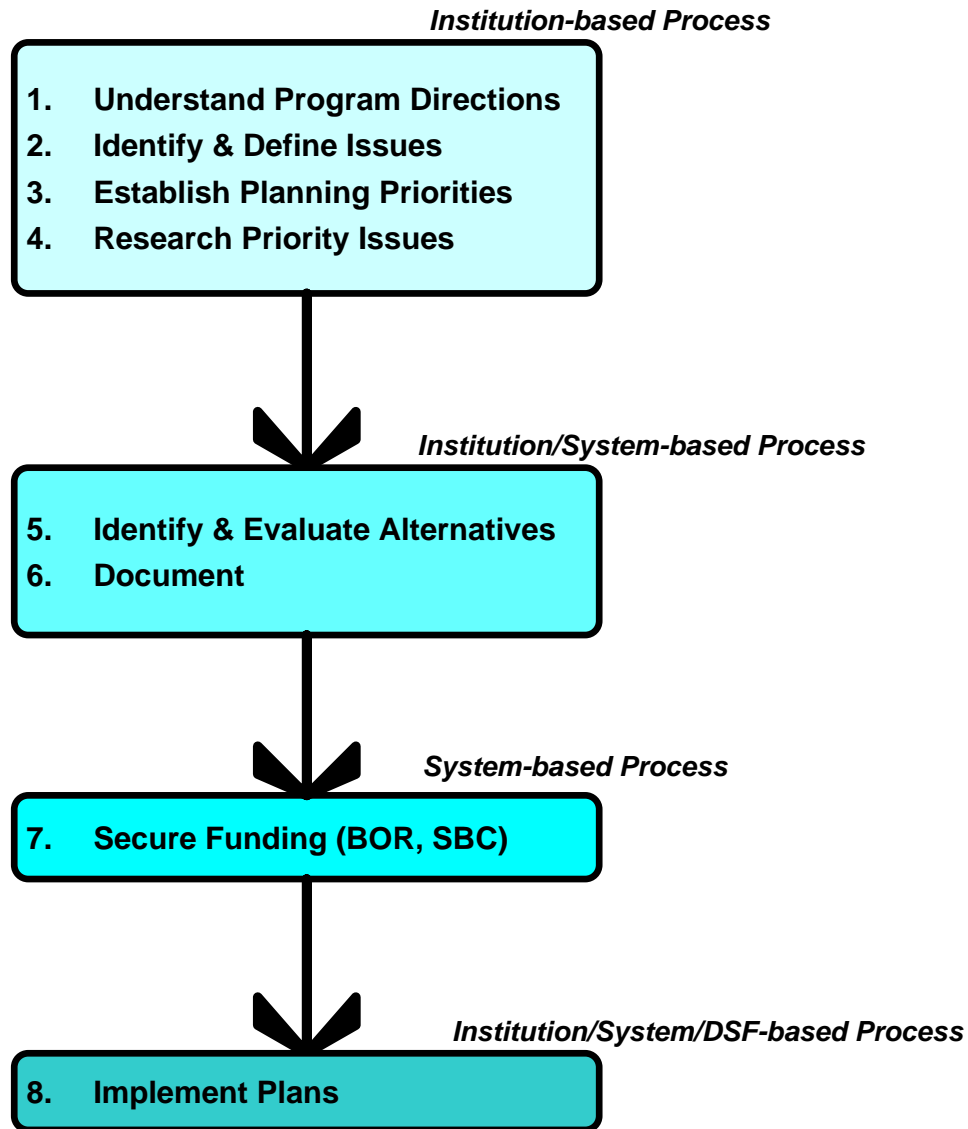 Institution-based Process
1. Understand Program Directions
2. Identify & Define Issues
3. Establish Planning Priorities
4. Research Priority Issues
Institution/System-based Process
5. Identify & Evaluate Alternatives
6. Document
System-based Process
7. Secure Funding (BOR, SBC)
Institution/System/DSF-based Process
8. Implement Plans